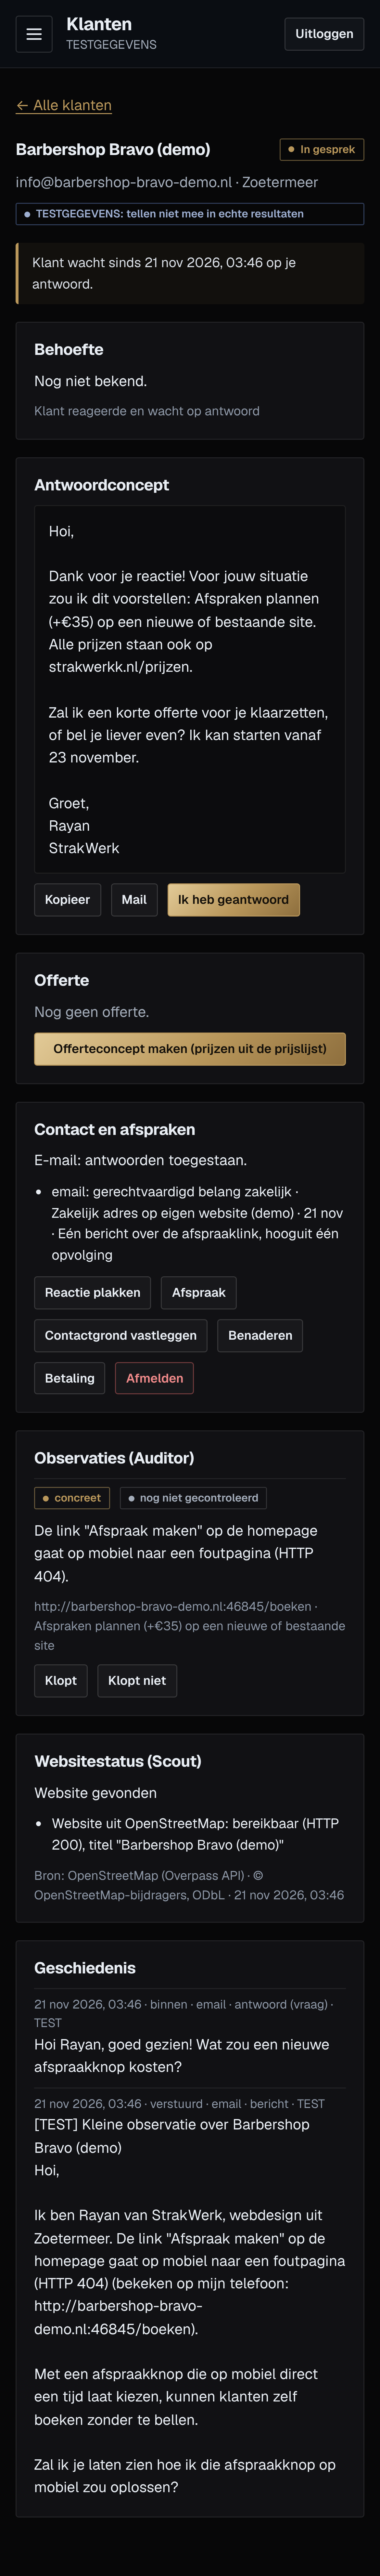 Klanten
TESTGEGEVENS
Uitloggen
← Alle klanten
Barbershop Bravo (demo)
In gesprek
info@barbershop-bravo-demo.nl · Zoetermeer
TESTGEGEVENS: tellen niet mee in echte resultaten
Klant wacht sinds 21 nov 2026, 03:46 op je
antwoord.
Behoefte
Nog niet bekend.
Klant reageerde en wacht op antwoord
Antwoordconcept
Hoi,
Dank voor je reactie! Voor jouw situatie
zou ik dit voorstellen: Afspraken plannen
(+€35) op een nieuwe of bestaande site.
Alle prijzen staan ook op
strakwerkk.nl/prijzen.
Zal ik een korte offerte voor je klaarzetten,
of bel je liever even? Ik kan starten vanaf
23 november.
Groet,
Rayan
StrakWerk
Kopieer
Mail
Ik heb geantwoord
Offerte
Nog geen offerte.
Offerteconcept maken (prijzen uit de prijslijst)
Contact en afspraken
E-mail: antwoorden toegestaan.
• email: gerechtvaardigd belang zakelijk ·
Zakelijk adres op eigen website (demo) · 21 nov
· Eén bericht over de afspraaklink, hooguit één
opvolging
Reactie plakken
Afspraak
Contactgrond vastleggen
Benaderen
Betaling
Afmelden
Observaties (Auditor)
concreet
nog niet gecontroleerd
De link "Afspraak maken" op de homepage
gaat op mobiel naar een foutpagina (HTTP
404).
http://barbershop-bravo-demo.nl:46845/boeken ·
Afspraken plannen (+€35) op een nieuwe of bestaande
site
Klopt
Klopt niet
Websitestatus (Scout)
Website gevonden
• Website uit OpenStreetMap: bereikbaar (HTTP
200), titel "Barbershop Bravo (demo)"
Bron: OpenStreetMap (Overpass API) · ©
OpenStreetMap-bijdragers, ODbL · 21 nov 2026, 03:46
Geschiedenis
21 nov 2026, 03:46 · binnen · email · antwoord (vraag) ·
TEST
Hoi Rayan, goed gezien! Wat zou een nieuwe
afspraakknop kosten?
21 nov 2026, 03:46 · verstuurd · email · bericht · TEST
[TEST] Kleine observatie over Barbershop
Bravo (demo)
Hoi,
Ik ben Rayan van StrakWerk, webdesign uit
Zoetermeer. De link "Afspraak maken" op de
homepage gaat op mobiel naar een foutpagina
(HTTP 404) (bekeken op mijn telefoon:
http://barbershop-bravo-
demo.nl:46845/boeken).
Met een afspraakknop die op mobiel direct
een tijd laat kiezen, kunnen klanten zelf
boeken zonder te bellen.
Zal ik je laten zien hoe ik die afspraakknop op
mobiel zou oplossen?